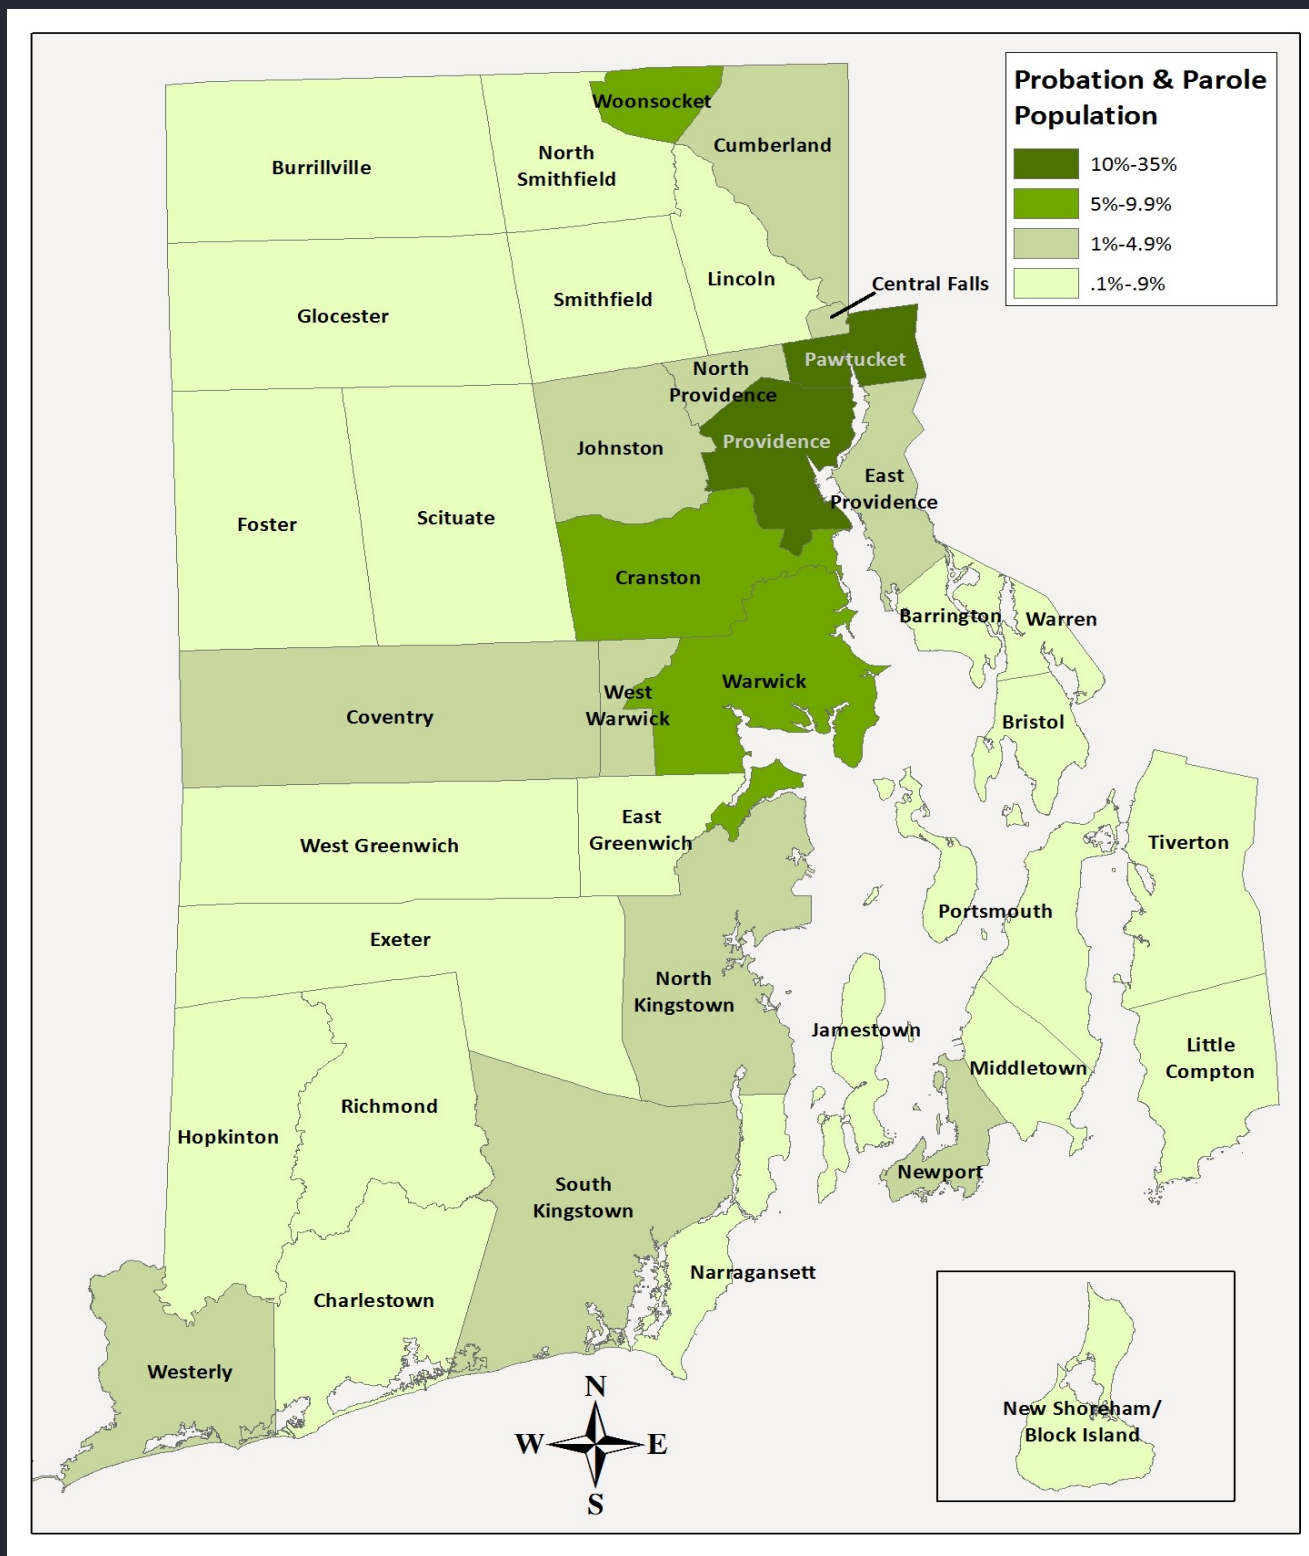 Probation & Parole
Population
10%-35%
5%-9.9%
1%-4.9%
.1%-.9%
Woonsocket
Cumberland
North
Smithfield
Burrillville
Lincoln
Central Falls
Smithfield
Glocester
Pawtucket
North
Providence
Providence
Johnston
East
Providence
Foster
Scituate
Cranston
Barrington
Warren
Warwick
West
Warwick
Coventry
Bristol
East
Greenwich
West Greenwich
Tiverton
Portsmouth
Exeter
North
Kingstown
Jamestown
Middletown
Little
Compton
Richmond
Hopkinton
Newport
South
Kingstown
Narragansett
Charlestown
Westerly
New Shoreham/
Block Island
N
W
E
S